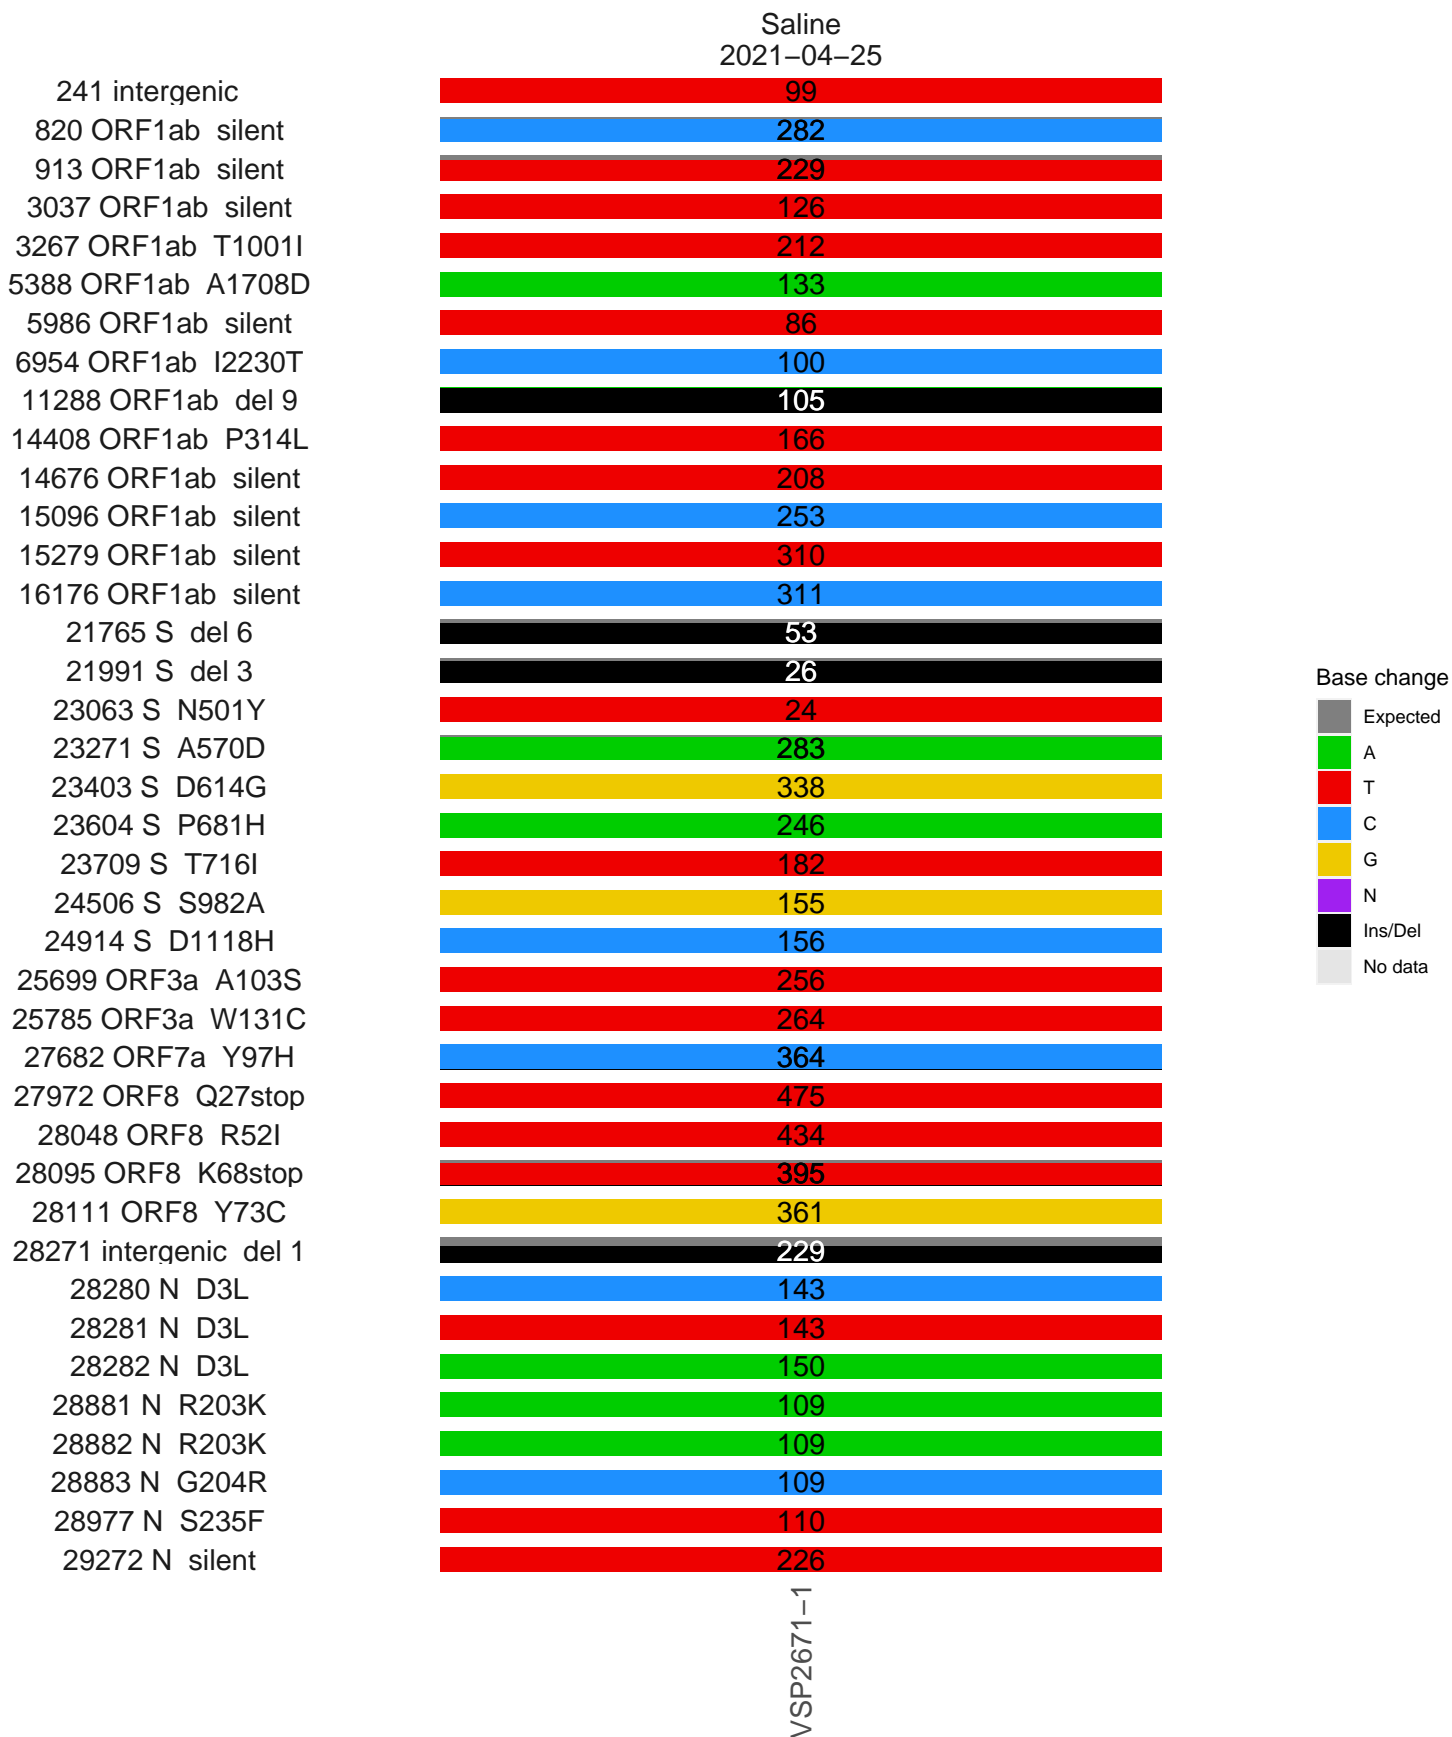 Saline
2021−04−25
241 intergenic 99
820 ORF1ab silent 282
913 ORF1ab silent 229
3037 ORF1ab silent 126
3267 ORF1ab T1001I 212
5388 ORF1ab A1708D 133
5986 ORF1ab silent 86
6954 ORF1ab I2230T 100
11288 ORF1ab del 9 105
14408 ORF1ab P314L 166
14676 ORF1ab silent 208
15096 ORF1ab silent 253
15279 ORF1ab silent 310
16176 ORF1ab silent 311
21765 S del 6 53
21991 S del 3 26
23063 S N501Y 24
23271 S A570D 283
23403 S D614G 338
23604 S P681H 246
23709 S T716I 182
24506 S S982A 155
24914 S D1118H 156
25699 ORF3a A103S 256
25785 ORF3a W131C 264
27682 ORF7a Y97H 364
27972 ORF8 Q27stop 475
28048 ORF8 R52I 434
28095 ORF8 K68stop 395
28111 ORF8 Y73C 361
28271 intergenic del 1 229
28280 N D3L 143
28281 N D3L 143
28282 N D3L 150
28881 N R203K 109
28882 N R203K 109
28883 N G204R 109
28977 N S235F 110
29272 N silent 226
VSP2671−1
Base change
Expected
A
T
C
G
N
Ins/Del
No data